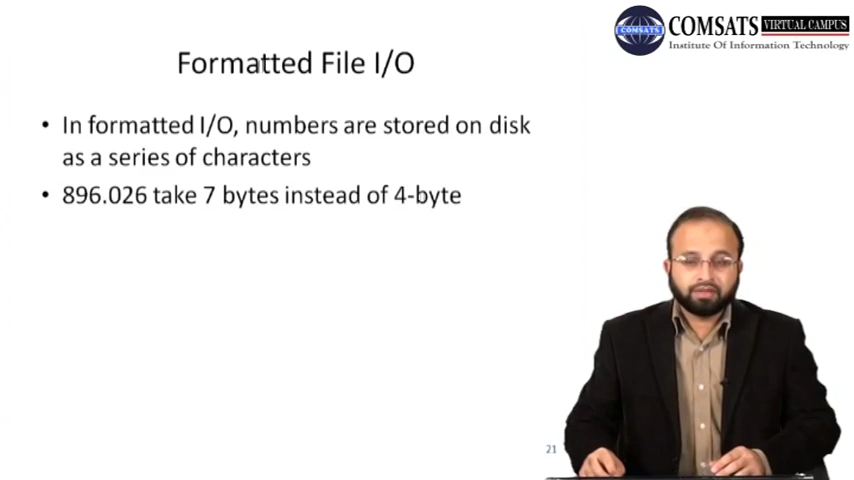 COMSATS VIRTUAL CAMPUS
COMSATS
Institute Of Information Technology
Formatted File I/O
• In formatted I/O, numbers are stored on disk
as a series of characters
• 896.026 take 7 bytes instead of 4-byte
21